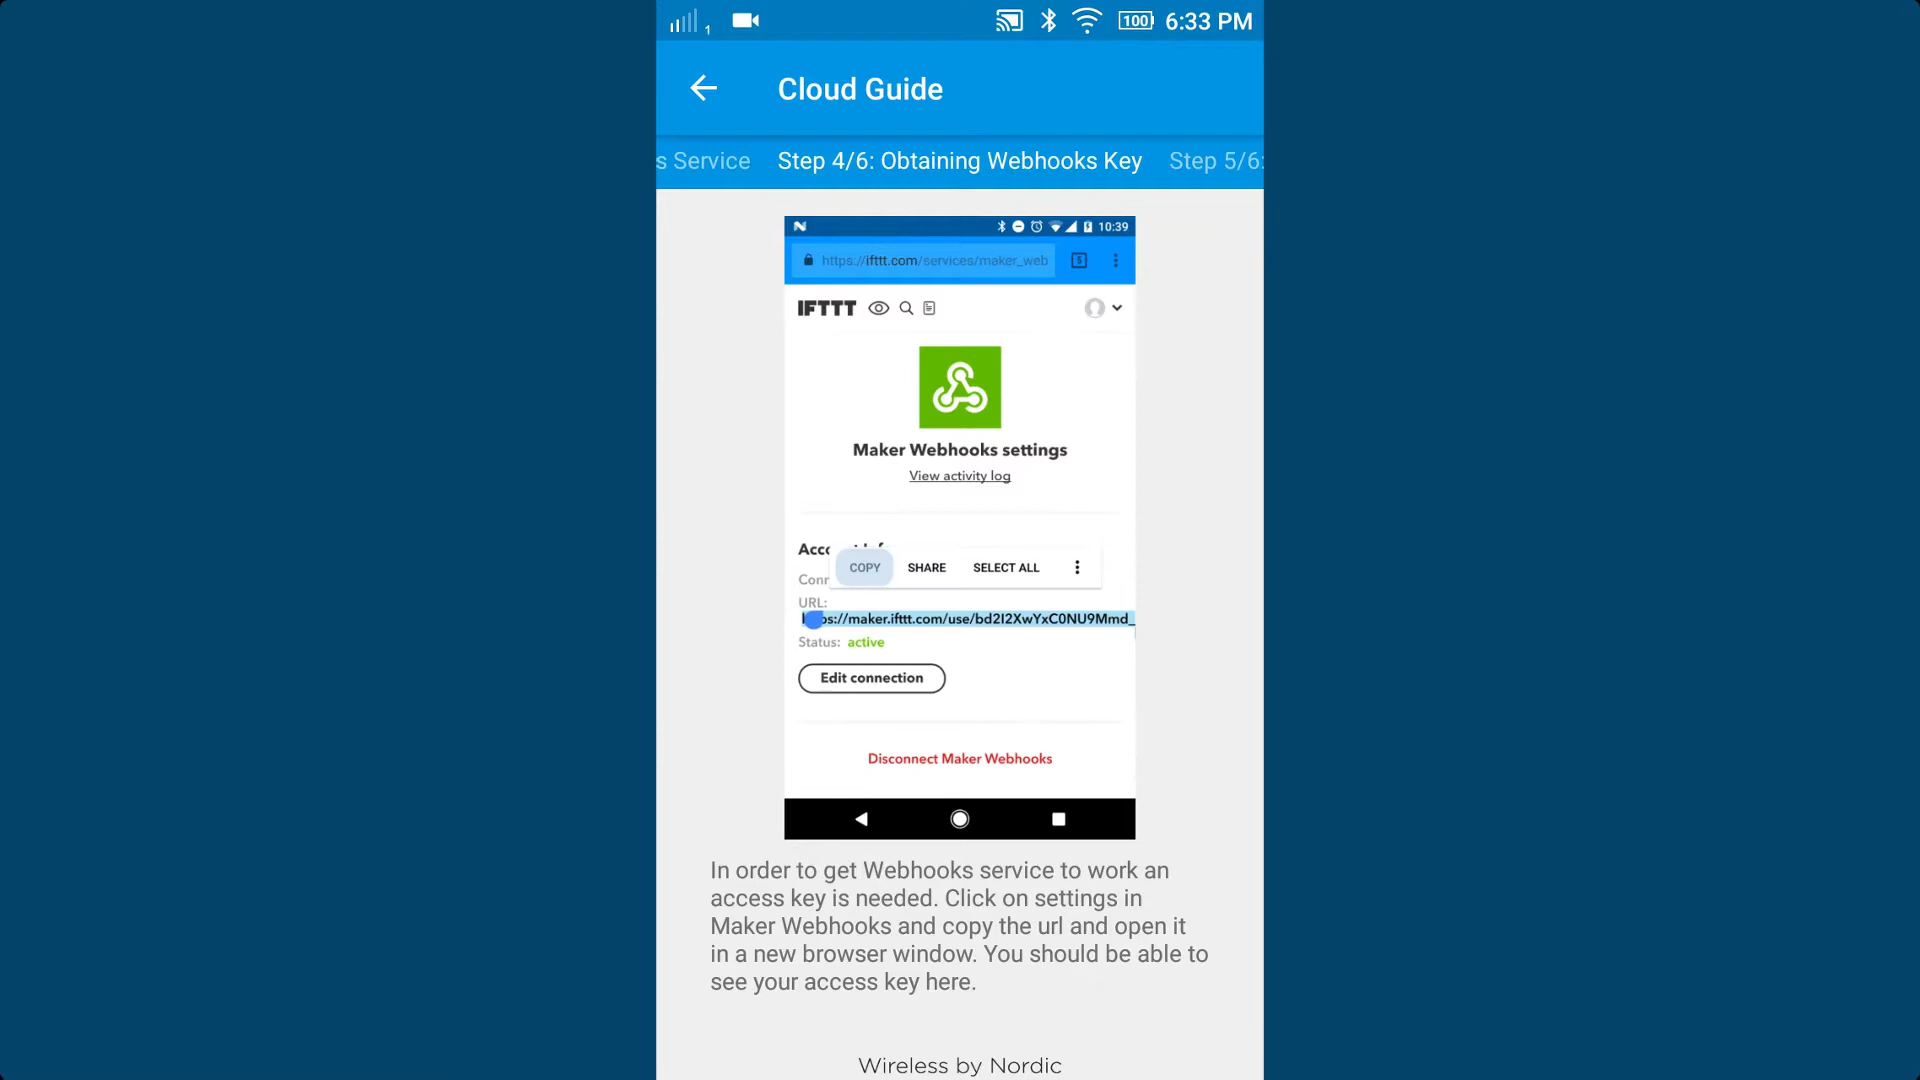 1 100 6:33 PM
Cloud Guide
s Service Step 4/6: Obtaining Webhooks Key Step 5/6:
10:39
https://ifttt.com/services/maker_web 5
IFTTT
Maker Webhooks settings
View activity log
COPY SHARE SELECT ALL
URL:
ps://maker.ifttt.com/use/bd2I2XwYxC0NU9Mmd_
Status: active
Edit connection
Disconnect Maker Webhooks
In order to get Webhooks service to work an
access key is needed. Click on settings in
Maker Webhooks and copy the url and open it
in a new browser window. You should be able to
see your access key here.
Wireless by Nordic